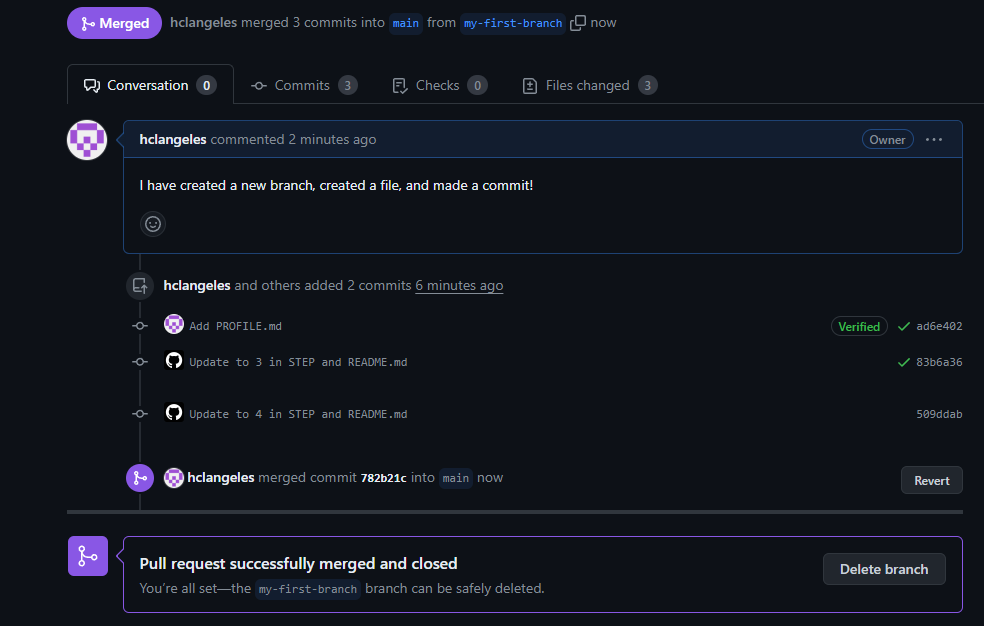 Merged hclangeles merged 3 commits into main from my-first-branch now
Conversation 0 Commits 3 Checks 0 Files changed 3
hclangeles commented 2 minutes ago Owner ...
I have created a new branch, created a file, and made a commit!
hclangeles and others added 2 commits 6 minutes ago
Add PROFILE.md Verified ad6e402
Update to 3 in STEP and README.md 83b6a36
Update to 4 in STEP and README.md 509ddab
hclangeles merged commit 782b21c into main now Revert
Pull request successfully merged and closed
You're all set—the my-first-branch branch can be safely deleted. Delete branch